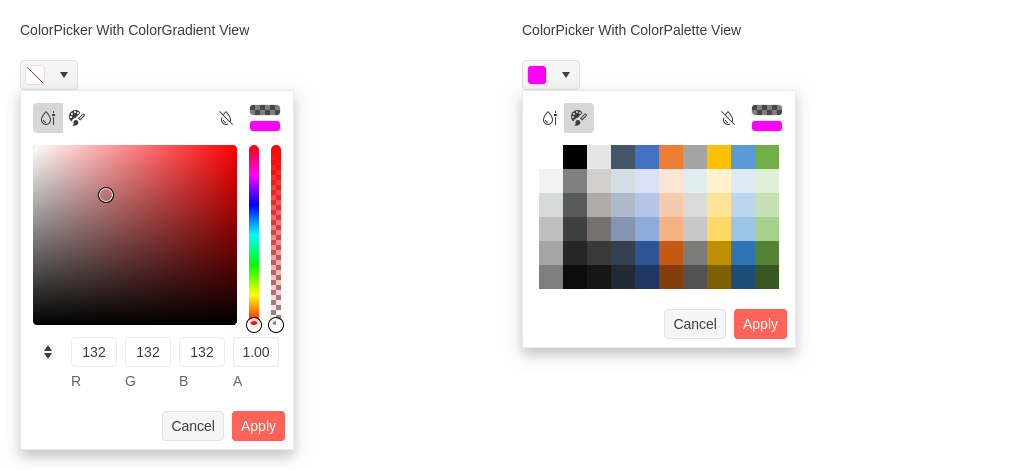 ColorPicker With ColorGradient View
132 132 132 1.00
R G B A
Cancel Apply
ColorPicker With ColorPalette View
Cancel Apply